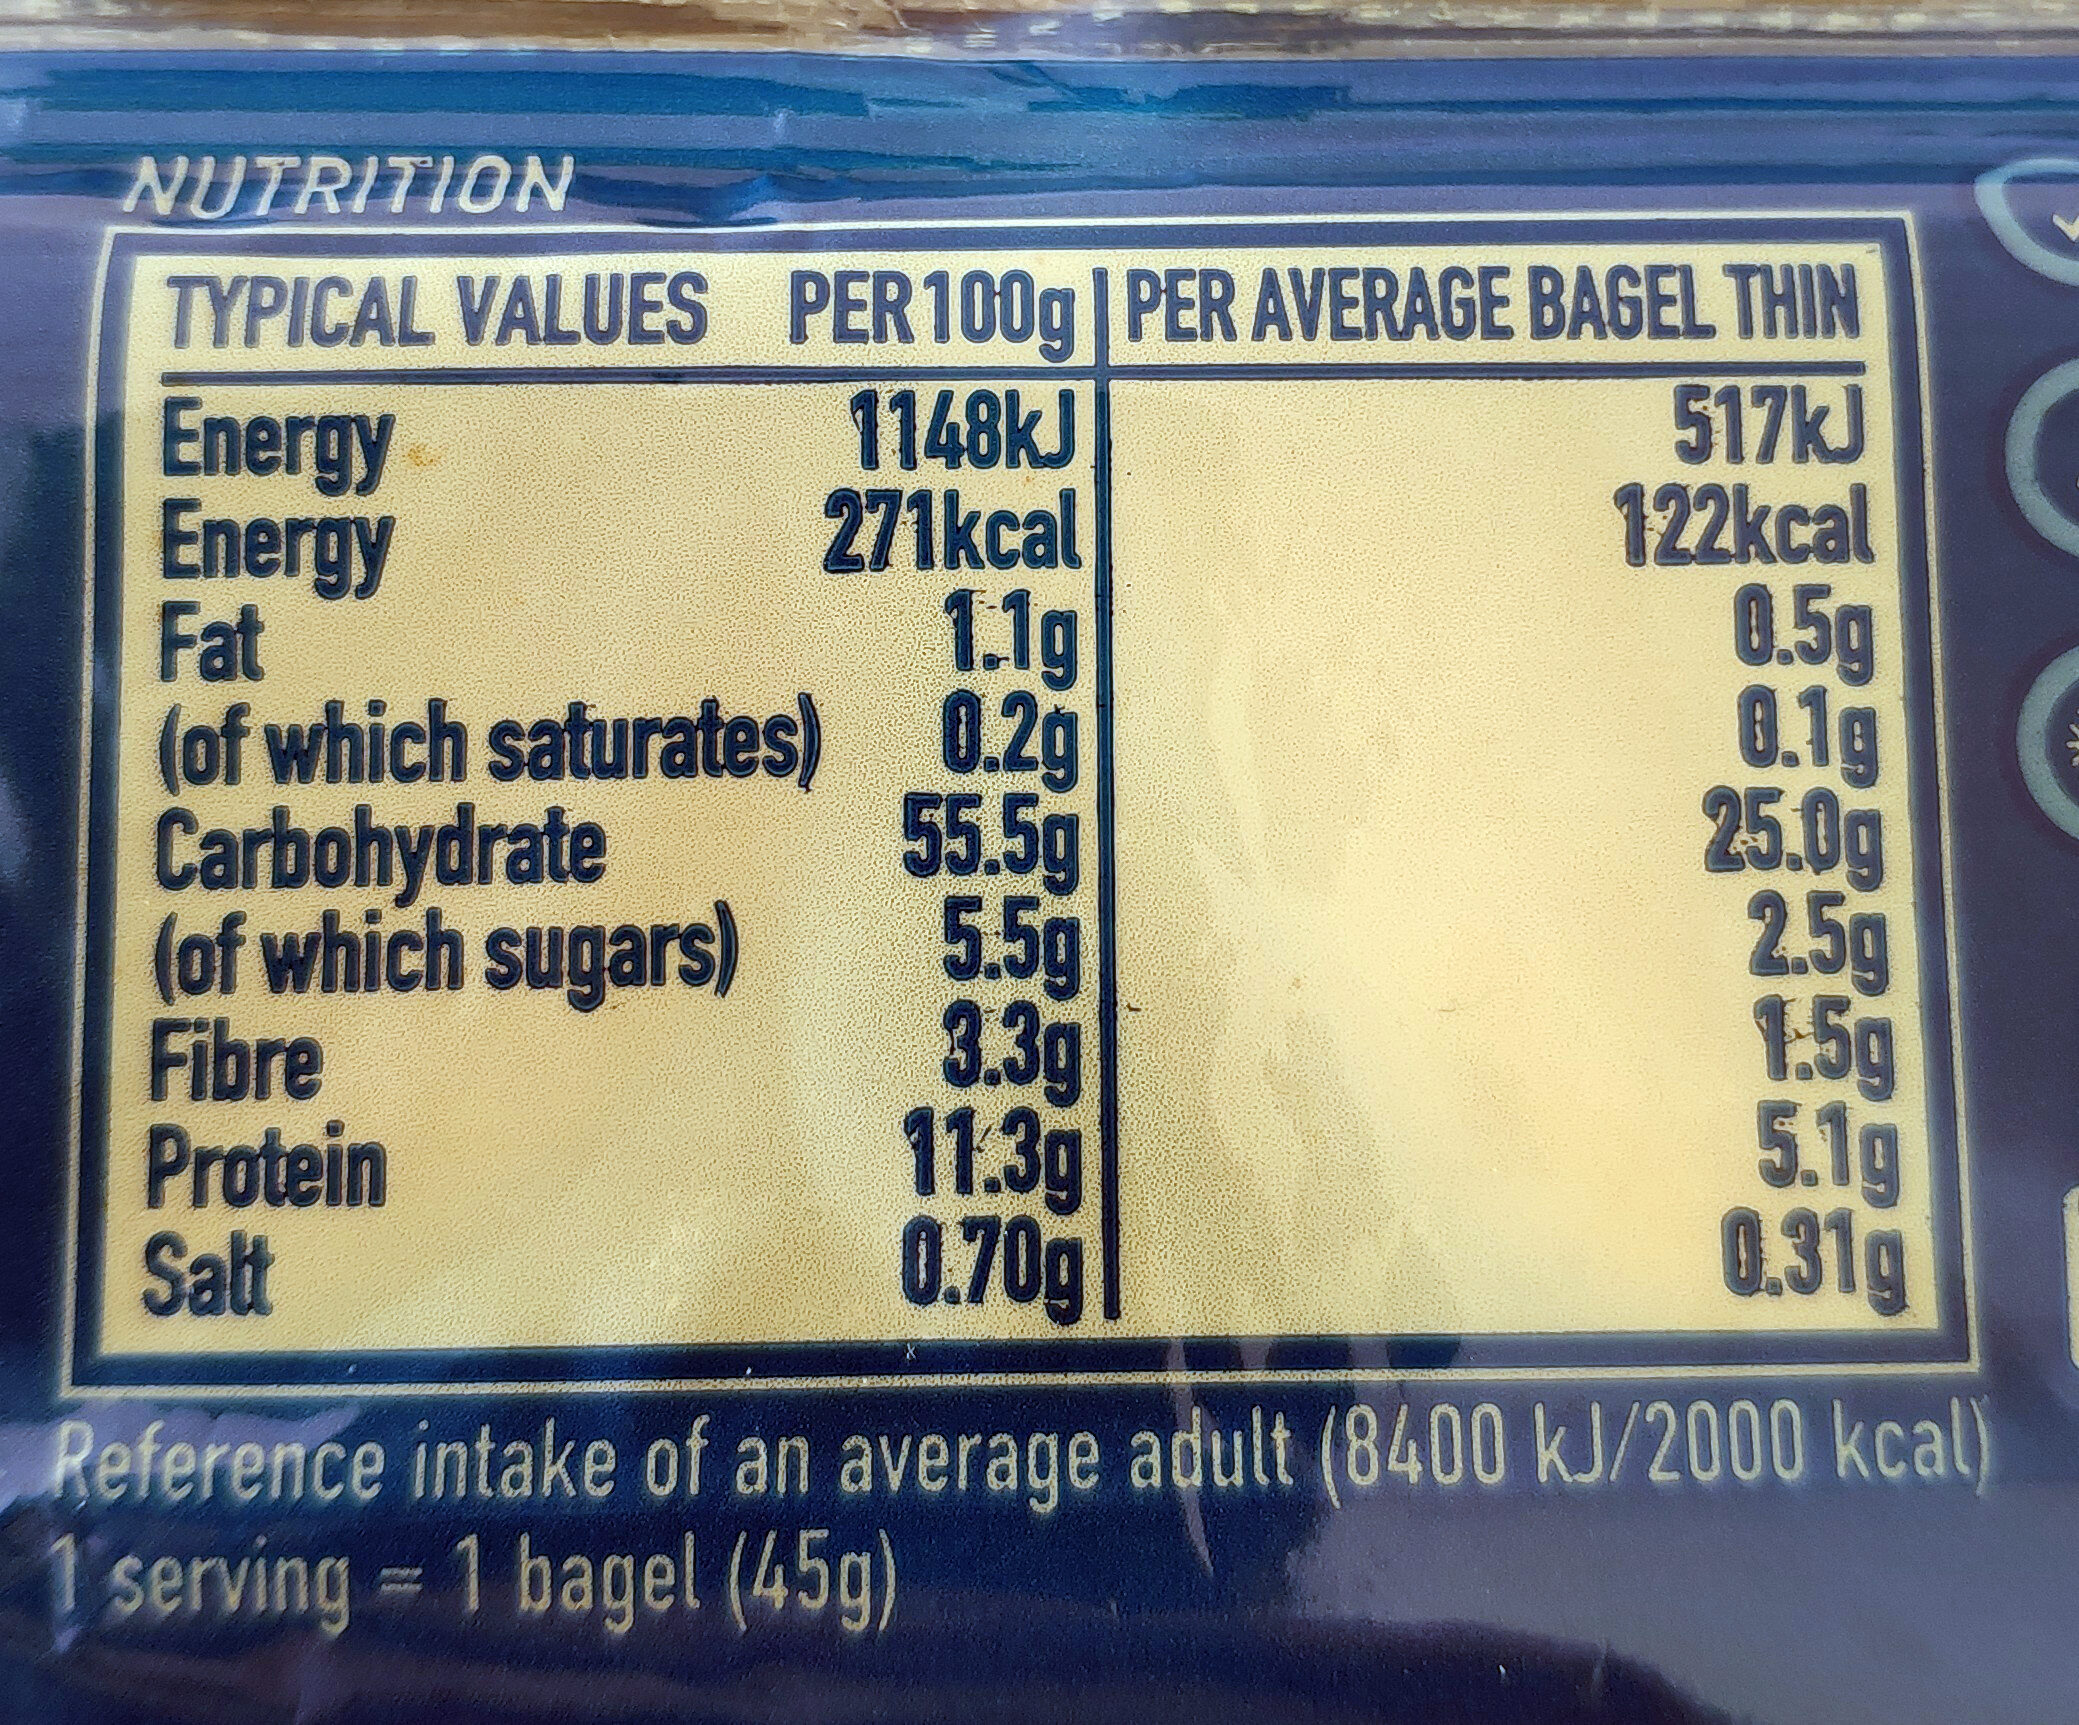 NUTRITION
TYPICAL VALUES PER 100g PER AVERAGE BAGEL THIN
Energy 1148kJ 517kJ
Energy 271kcal 122kcal
Fat 1.1g 0.5g
(of which saturates) 0.2g 0.1g
Carbohydrate 55.5g 25.0g
(of which sugars) 5.5g 2.5g
Fibre 3.3g 1.5g
Protein 11.3g 5.1g
Salt 0.70g 0.31g
Reference intake of an average adult (8400 kJ/2000 kcal)
1 serving = 1 bagel (45g)